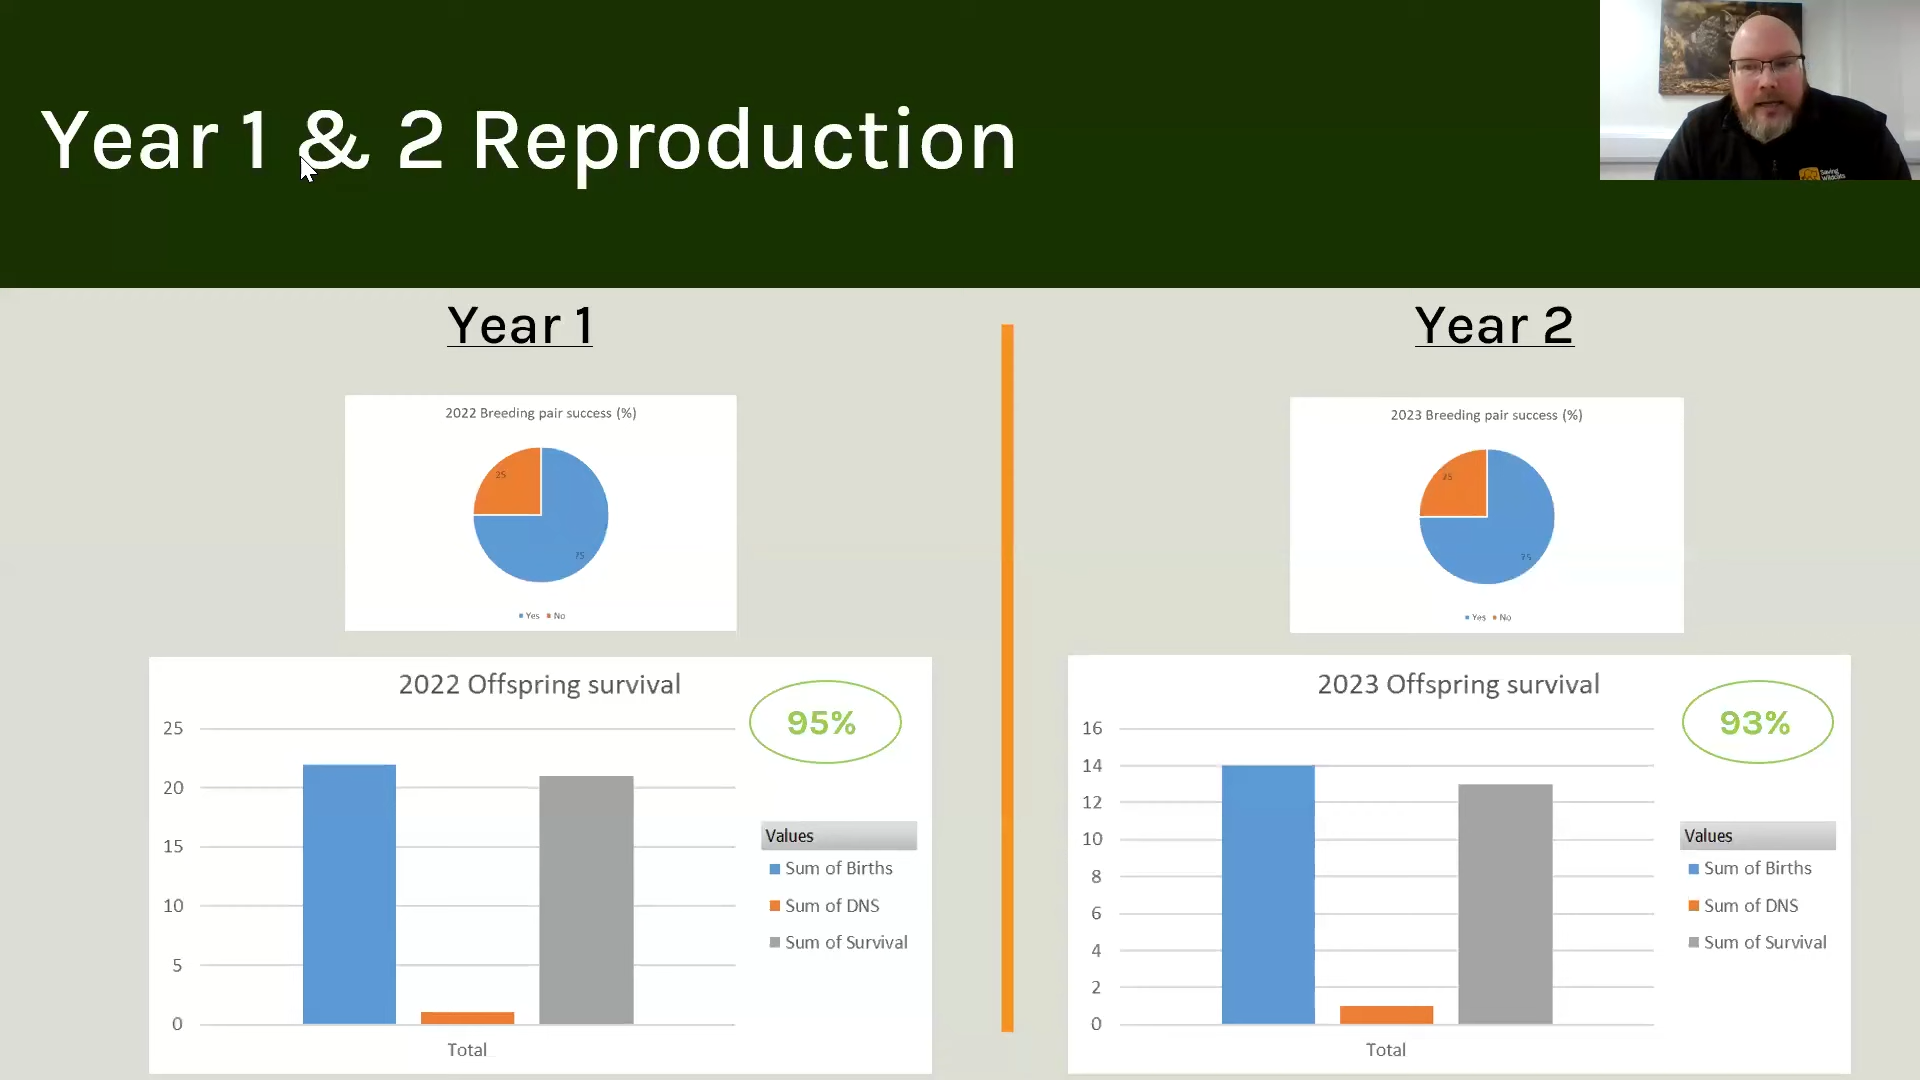 Year 1 & 2 Reproduction
Saving
Wildcats
Year 1
2022 Breeding pair success (%)
25
75
Yes No
2022 Offspring survival
95%
25
20
15
10
5
0
Total
Values
Sum of Births
Sum of DNS
Sum of Survival
Year 2
2023 Breeding pair success (%)
25
75
Yes No
2023 Offspring survival
93%
16
14
12
10
8
6
4
2
0
Total
Values
Sum of Births
Sum of DNS
Sum of Survival